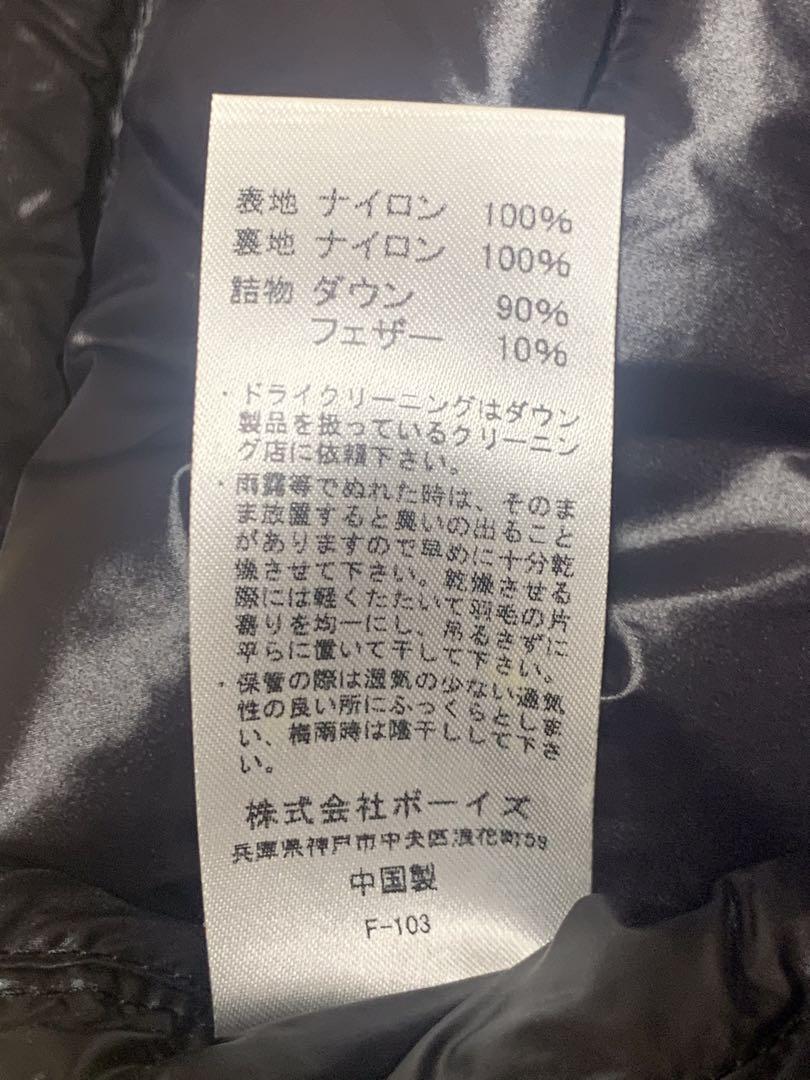 表地 ナイロン 100%
裏地 ナイロン 100%
詰物 ダウン 90%
フェザー 10%
・ドライクリーニングはダウン
製品を扱っているクリーニン
グ店に依頼下さい。
・雨露等でぬれた時は、そのま
ま放置すると臭いの出ること
がありますので早めに十分乾
燥させて下さい。乾燥させる
際には軽くたたいて羽毛の片
寄りを均一にし、吊るさずに
平らに置いて干して下さい。
・保管の際は湿気の少ない通気
性の良い所にふっくらとしま
い、梅雨時は陰干しして下さ
い。
株式会社ボーイズ
兵庫県神戸市中央区浪花町59
中国製
F-103